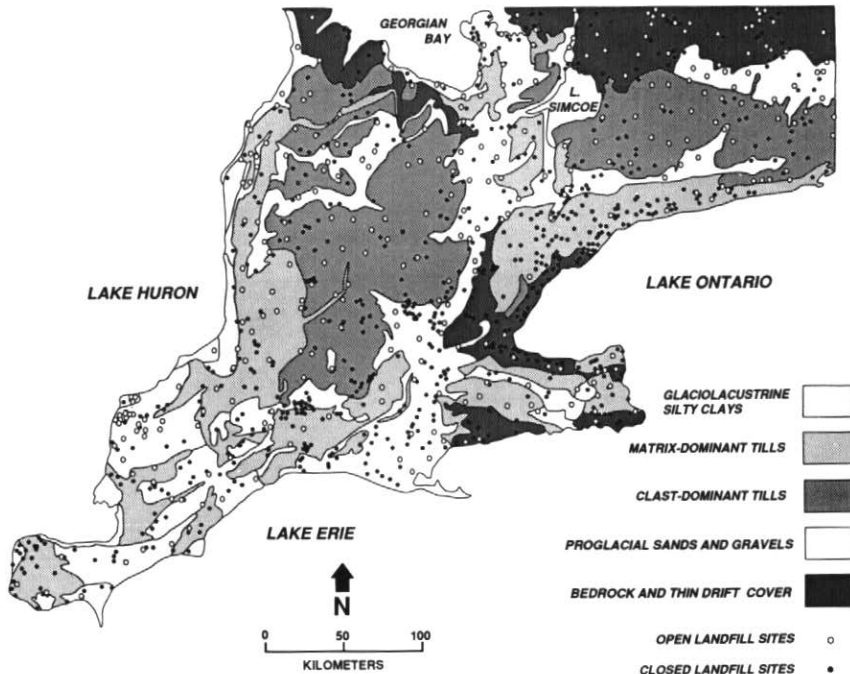 GEORGIAN
BAY
L.
SIMCOE
LAKE HURON
LAKE ONTARIO
GLACIOLACUSTRINE
SILTY CLAYS
MATRIX-DOMINANT TILLS
CLAST-DOMINANT TILLS
PROGLACIAL SANDS AND GRAVELS
BEDROCK AND THIN DRIFT COVER
OPEN LANDFILL SITES
CLOSED LANDFILL SITES
LAKE ERIE
N
0 50 100
KILOMETERS